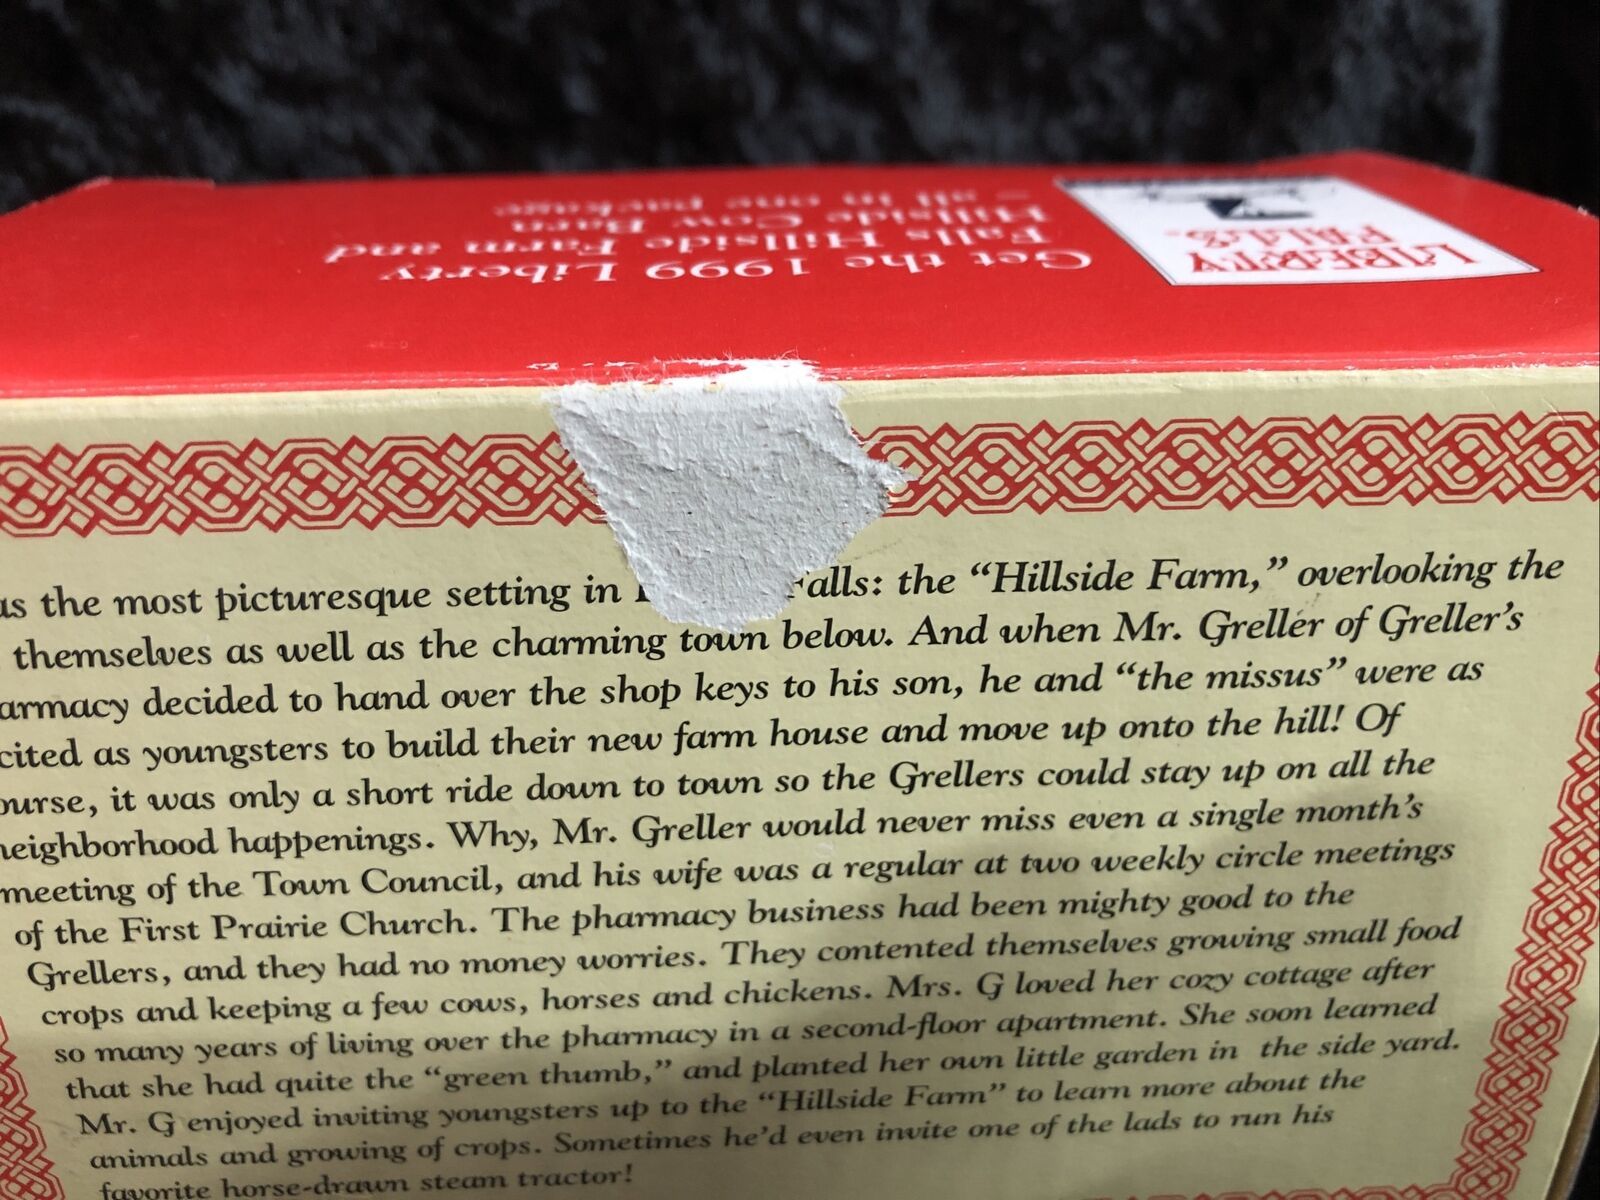 LIBERTY
FALLS
Get the 1999 Liberty
Falls Hillside Farm and
Hillside Cow Barn
– all in one package
the most picturesque setting in Falls: the “Hillside Farm,” overlooking the
themselves as well as the charming town below. And when Mr. Greller of Greller’s
armacy decided to hand over the shop keys to his son, he and “the missus” were as
cited as youngsters to build their new farm house and move up onto the hill! Of
ourse, it was only a short ride down to town so the Grellers could stay up on all the
neighborhood happenings. Why, Mr. Greller would never miss even a single month’s
meeting of the Town Council, and his wife was a regular at two weekly circle meetings
of the First Prairie Church. The pharmacy business had been mighty good to the
Grellers, and they had no money worries. They contented themselves growing small food
crops and keeping a few cows, horses and chickens. Mrs. G loved her cozy cottage after
so many years of living over the pharmacy in a second-floor apartment. She soon learned
that she had quite the “green thumb,” and planted her own little garden in the side yard.
Mr. G enjoyed inviting youngsters up to the “Hillside Farm” to learn more about the
animals and growing of crops. Sometimes he’d even invite one of the lads to run his
favorite horse-drawn steam tractor!